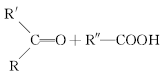 R′
C=O + R″—COOH
R